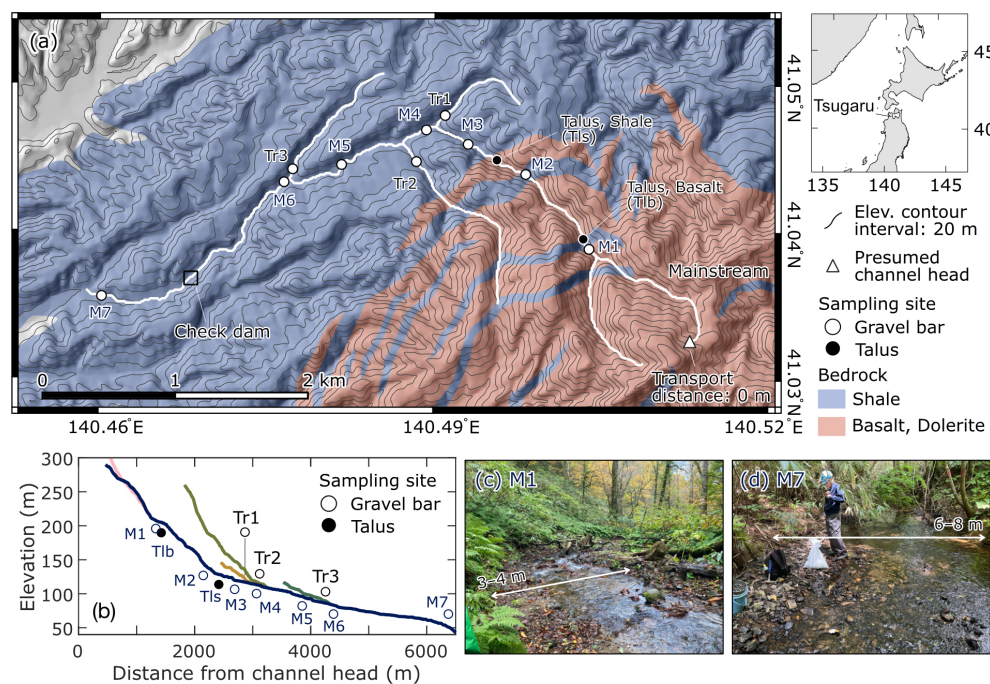 (a)
M4
Tr1
M3
Talus, Shale
(Tls)
M5
Tr3
M2
Tr2
Talus, Basalt
(Tlb)
M6
M1
Mainstream
M7
Check dam
0
1
2 km
Transport
distance: 0 m
41.05°N
41.04°N
41.03°N
140.46°E
140.49°E
140.52°E
Tsugaru
45
40
135
140
145
Elev. contour
interval: 20 m
Presumed
channel head
Sampling site
Gravel bar
Talus
Bedrock
Shale
Basalt, Dolerite
300
250
200
150
100
50
Elevation (m)
Sampling site
Gravel bar
Talus
M1
Tlb
Tr1
Tr2
M2
Tls
M3
M4
Tr3
M5
M6
M7
(b)
0
2000
4000
6000
Distance from channel head (m)
(c) M1
3–4 m
(d) M7
6–8 m